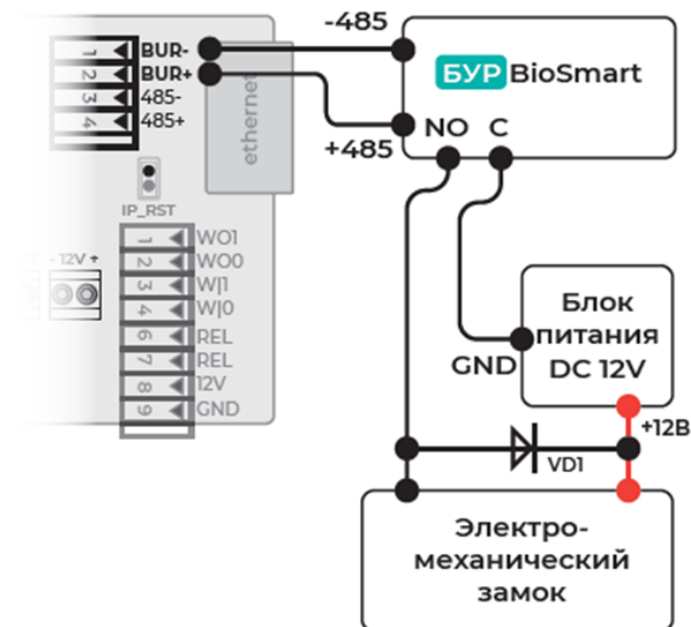 -485
1 BUR-
2 BUR+
3 485-
4 485+
ethernet
БУР BioSmart
+485
NO C
IP_RST
1 WO1
2 WO0
3 W|1
4 W|0
6 REL
7 REL
8 12V
9 GND
- 12V +
Блок
питания
DC 12V
GND
+12В
VD1
Электро-
механический
замок